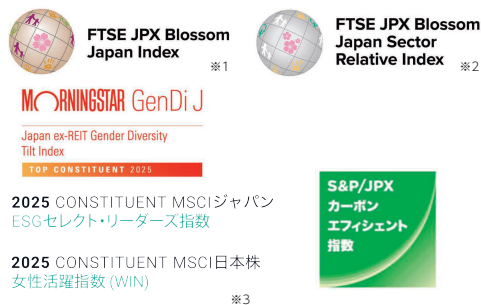 FTSE JPX Blossom
Japan Index
※1
FTSE JPX Blossom
Japan Sector
Relative Index
※2
MORNINGSTAR GenDi J
Japan ex-REIT Gender Diversity
Tilt Index
TOP CONSTITUENT 2025
2025 CONSTITUENT MSCIジャパン
ESGセレクト・リーダーズ指数
2025 CONSTITUENT MSCI日本株
女性活躍指数 (WIN)
※3
S&P/JPX
カーボン
エフィシェント
指数